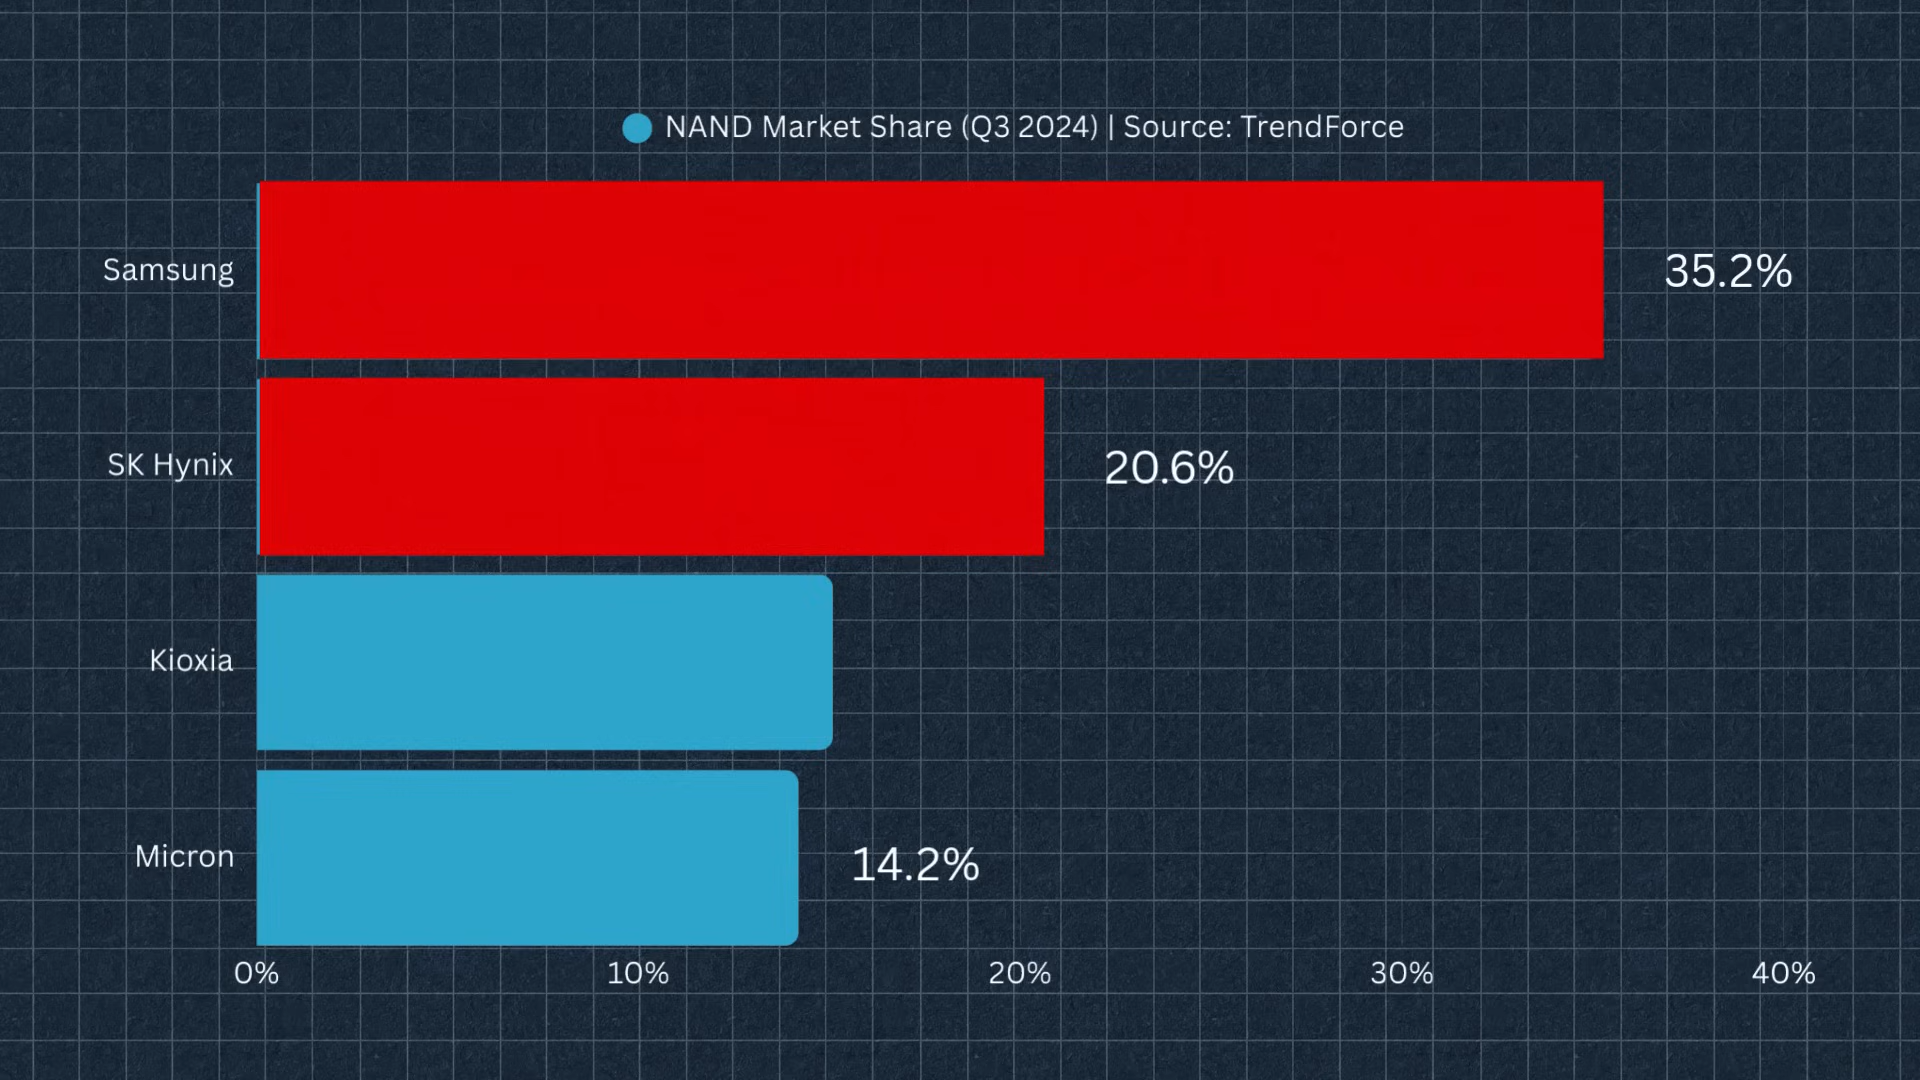 NAND Market Share (Q3 2024) | Source: TrendForce
Samsung
35.2%
SK Hynix
20.6%
Kioxia
Micron
14.2%
0%
10%
20%
30%
40%